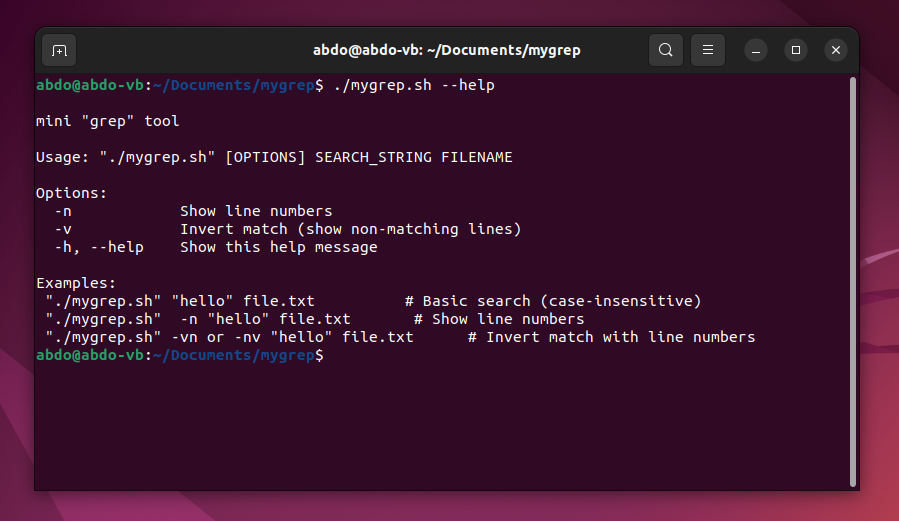 abdo@abdo-vb: ~/Documents/mygrep
abdo@abdo-vb:~/Documents/mygrep$ ./mygrep.sh --help

mini "grep" tool

Usage: "./mygrep.sh" [OPTIONS] SEARCH_STRING FILENAME

Options:
  -n            Show line numbers
  -v            Invert match (show non-matching lines)
  -h, --help    Show this help message

Examples:
 "./mygrep.sh" "hello" file.txt          # Basic search (case-insensitive)
 "./mygrep.sh"  -n "hello" file.txt       # Show line numbers
 "./mygrep.sh" -vn or -nv "hello" file.txt      # Invert match with line numbers
abdo@abdo-vb:~/Documents/mygrep$